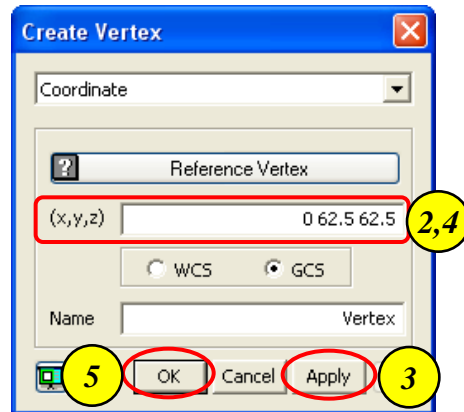 Create Vertex
Coordinate
? Reference Vertex
(x,y,z) 0 62.5 62.5 2,4
WCS GCS
Name Vertex
5 OK Cancel Apply 3